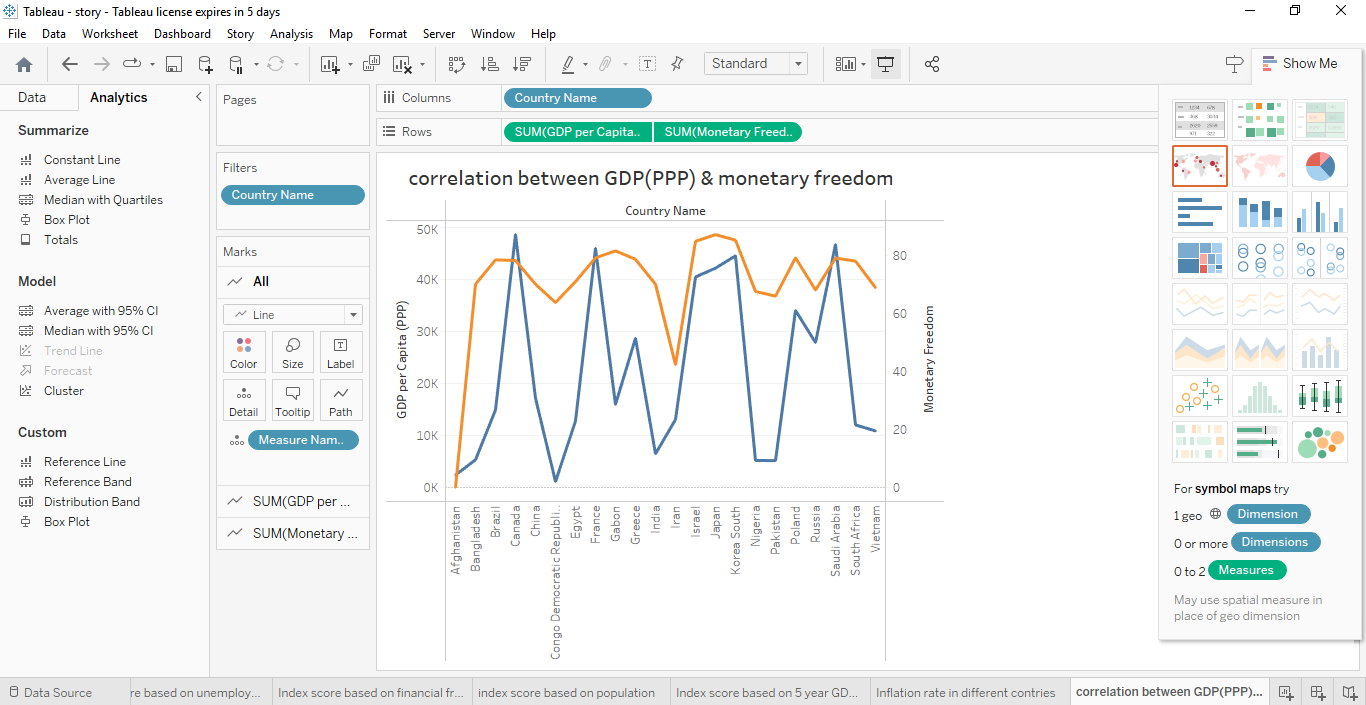 Tableau - story - Tableau license expires in 5 days
File Data Worksheet Dashboard Story Analysis Map Format Server Window Help
Standard
Show Me
Data Analytics
Summarize
Constant Line
Average Line
Median with Quartiles
Box Plot
Totals
Model
Average with 95% CI
Median with 95% CI
Trend Line
Forecast
Cluster
Custom
Reference Line
Reference Band
Distribution Band
Box Plot
Pages
Filters
Country Name
Marks
All
Line
Color Size Label
Detail Tooltip Path
Measure Nam..
SUM(GDP per ...
SUM(Monetary ...
Columns Country Name
Rows SUM(GDP per Capita.. SUM(Monetary Freed..
correlation between GDP(PPP) & monetary freedom
Country Name
GDP per Capita (PPP)
50K
40K
30K
20K
10K
0K
Monetary Freedom
80
60
40
20
0
Afghanistan
Bangladesh
Brazil
Canada
China
Congo Democratic Republi..
Egypt
France
Gabon
Greece
India
Iran
Israel
Japan
Korea South
Nigeria
Pakistan
Poland
Russia
Saudi Arabia
South Africa
Vietnam
For symbol maps try
1 geo Dimension
0 or more Dimensions
0 to 2 Measures
May use spatial measure in
place of geo dimension
Data Source re based on unemploy... Index score based on financial fr... index score based on population Index score based on 5 year GD... Inflation rate in different contries correlation between GDP(PPP)...